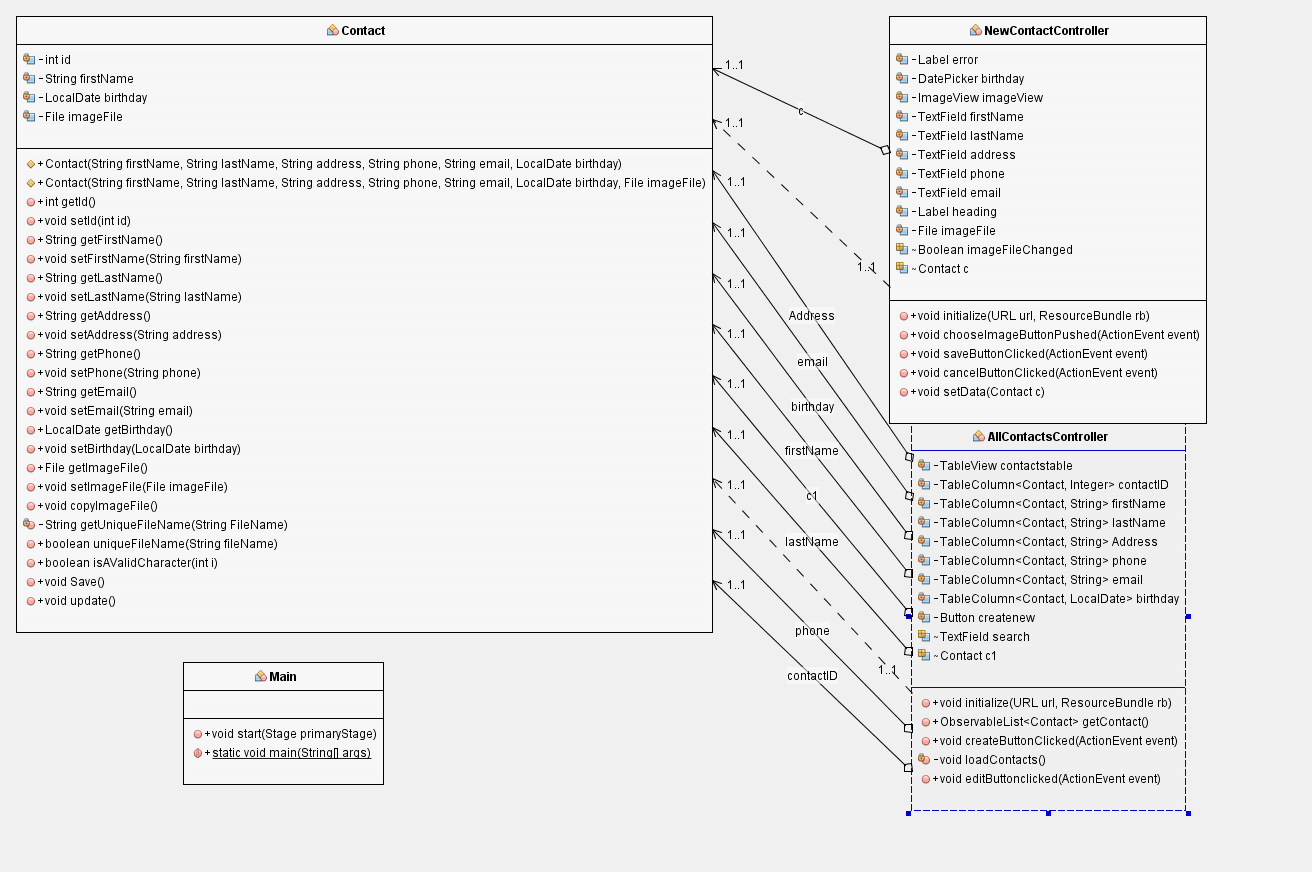 Contact
- int id
- String firstName
- LocalDate birthday
- File imageFile
+ Contact(String firstName, String lastName, String address, String phone, String email, LocalDate birthday)
+ Contact(String firstName, String lastName, String address, String phone, String email, LocalDate birthday, File imageFile)
+ int getId()
+ void setId(int id)
+ String getFirstName()
+ void setFirstName(String firstName)
+ String getLastName()
+ void setLastName(String lastName)
+ String getAddress()
+ void setAddress(String address)
+ String getPhone()
+ void setPhone(String phone)
+ String getEmail()
+ void setEmail(String email)
+ LocalDate getBirthday()
+ void setBirthday(LocalDate birthday)
+ File getImageFile()
+ void setImageFile(File imageFile)
+ void copyImageFile()
- String getUniqueFileName(String FileName)
+ boolean uniqueFileName(String fileName)
+ boolean isAValidCharacter(int i)
+ void Save()
+ void update()
Main
+ void start(Stage primaryStage)
+ static void main(String[] args)
1..1
c
1..1
1..1
1..1
1..1
1..1
Address
1..1
email
1..1
birthday
1..1
firstName
1..1
c1
1..1
lastName
1..1
phone
1..1
contactID
NewContactController
- Label error
- DatePicker birthday
- ImageView imageView
- TextField firstName
- TextField lastName
- TextField address
- TextField phone
- TextField email
- Label heading
- File imageFile
~ Boolean imageFileChanged
~ Contact c
+ void initialize(URL url, ResourceBundle rb)
+ void chooseImageButtonPushed(ActionEvent event)
+ void saveButtonClicked(ActionEvent event)
+ void cancelButtonClicked(ActionEvent event)
+ void setData(Contact c)
AllContactsController
- TableView contactstable
- TableColumn<Contact, Integer> contactID
- TableColumn<Contact, String> firstName
- TableColumn<Contact, String> lastName
- TableColumn<Contact, String> Address
- TableColumn<Contact, String> phone
- TableColumn<Contact, String> email
- TableColumn<Contact, LocalDate> birthday
- Button createnew
~ TextField search
~ Contact c1
+ void initialize(URL url, ResourceBundle rb)
+ ObservableList<Contact> getContact()
+ void createButtonClicked(ActionEvent event)
- void loadContacts()
+ void editButtonclicked(ActionEvent event)